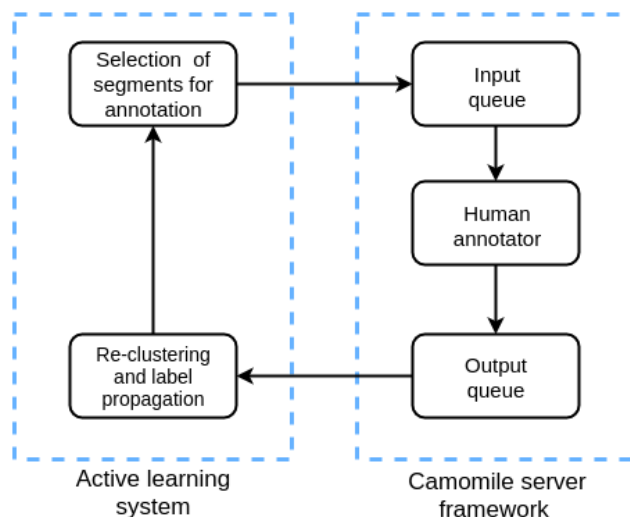 Selection of
segments for
annotation
Input
queue
Human
annotator
Re-clustering
and label
propagation
Output
queue
Active learning
system
Camomile server
framework